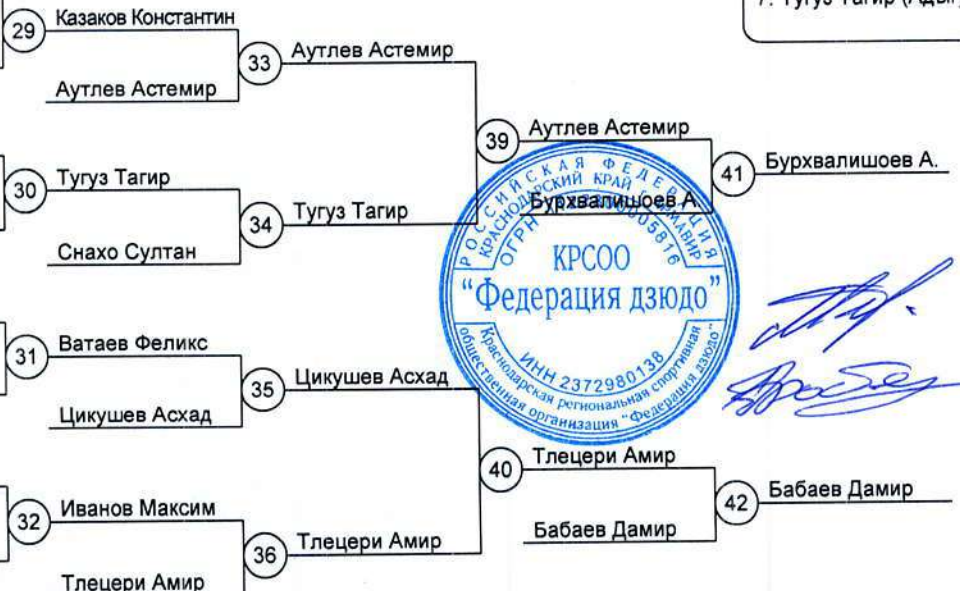 7. Тугуз Тагир
29 Казаков Константин
33 Аутлев Астемир
Аутлев Астемир
39 Аутлев Астемир
41 Бурхвалишоев А.
30 Тугуз Тагир
Бурхвалишоев А.
34 Тугуз Тагир
Снахо Султан
РОССИЙСКАЯ ФЕДЕРАЦИЯ
КРАСНОДАРСКИЙ КРАЙ Г. АРМАВИР
ОГРН
КРСОО
"Федерация дзюдо"
ИНН 2372980138
Краснодарская региональная спортивная
общественная организация "Федерация дзюдо"
31 Ватаев Феликс
35 Цикушев Асхад
Цикушев Асхад
40 Тлецери Амир
42 Бабаев Дамир
32 Иванов Максим
Бабаев Дамир
36 Тлецери Амир
Тлецери Амир